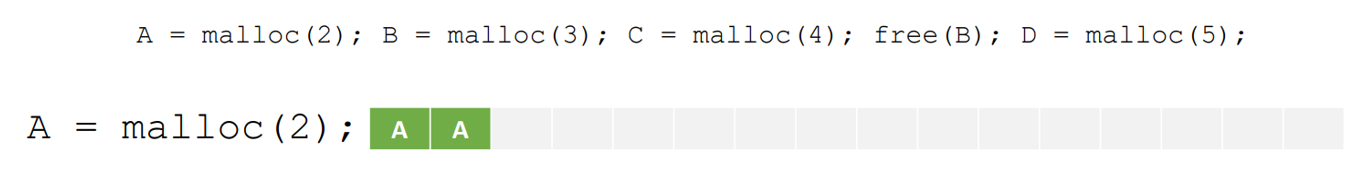 A = malloc(2); B = malloc(3); C = malloc(4); free(B); D = malloc(5);
A = malloc(2); A A